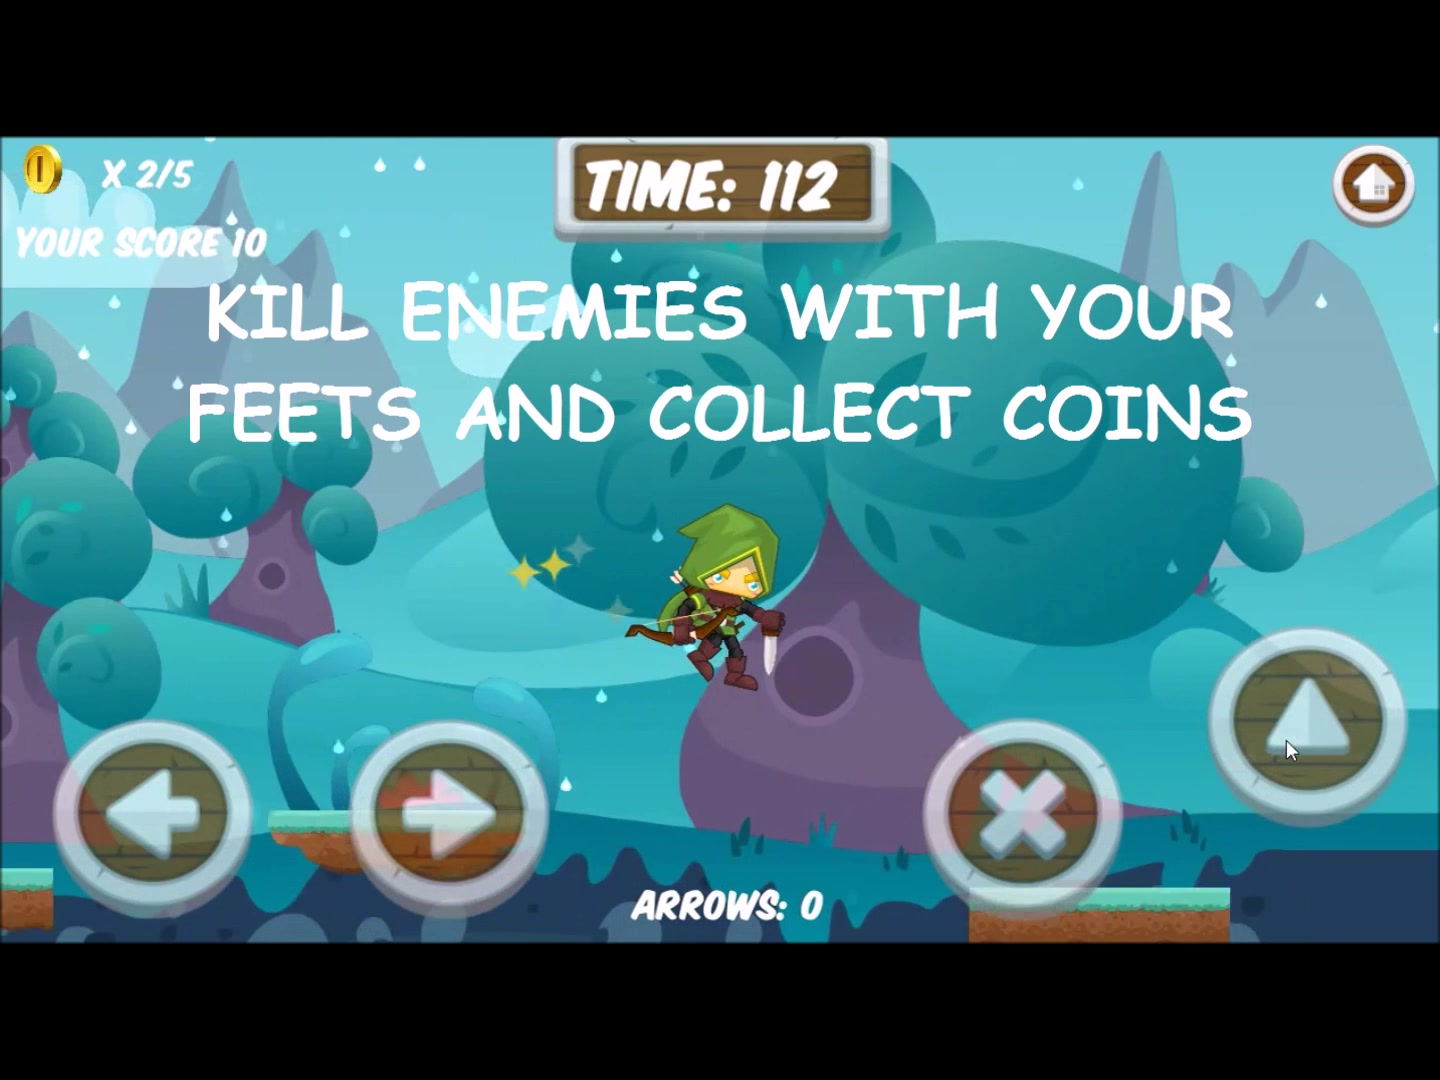 X 2/5
TIME: 112
YOUR SCORE 10
KILL ENEMIES WITH YOUR
FEETS AND COLLECT COINS
ARROWS: 0